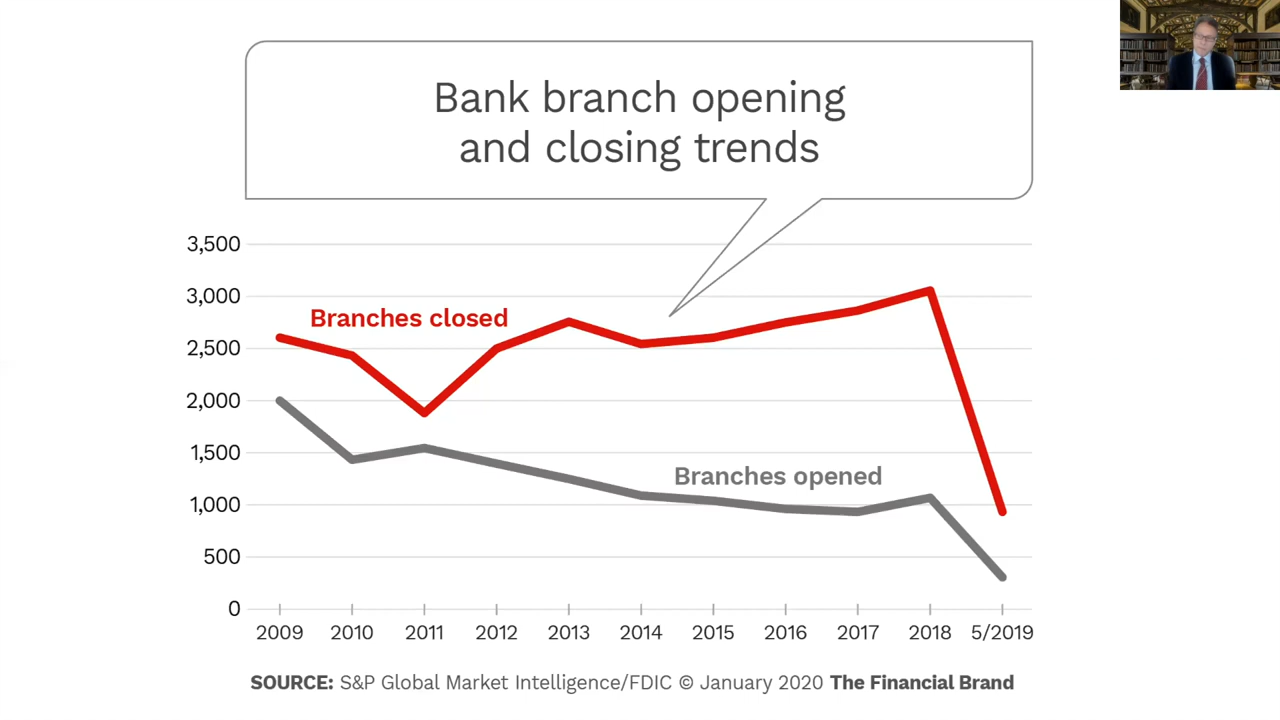 Bank branch opening
and closing trends
3,500
3,000
Branches closed
2,500
2,000
1,500
Branches opened
1,000
500
0
2009 2010 2011 2012 2013 2014 2015 2016 2017 2018 5/2019
SOURCE: S&P Global Market Intelligence/FDIC © January 2020 The Financial Brand